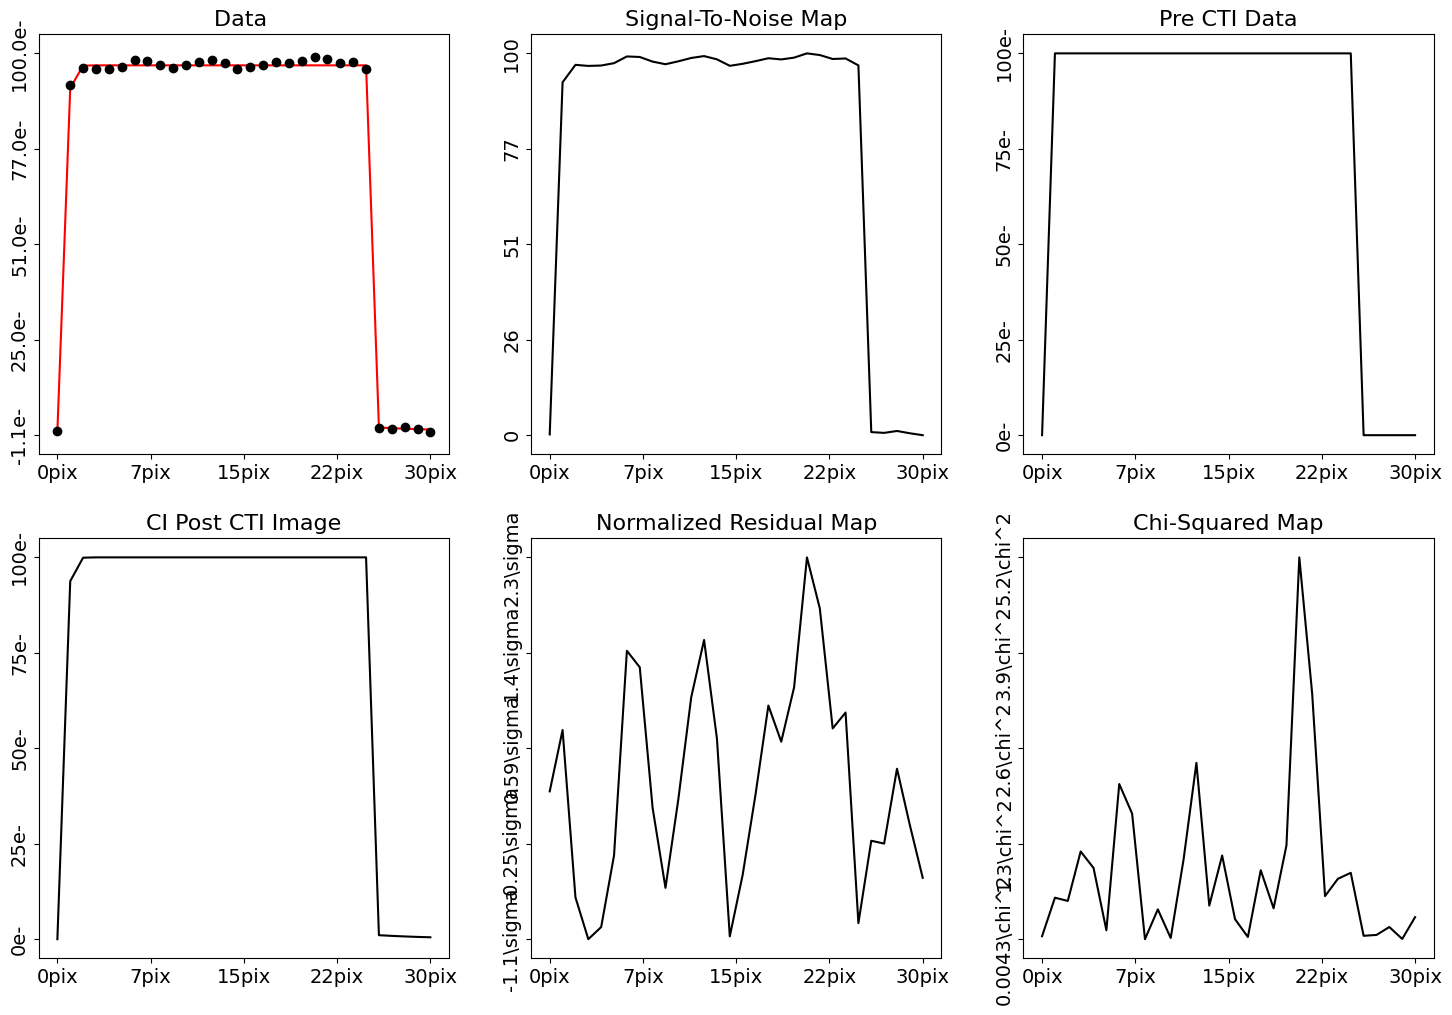 Data
100.0e-
77.0e-
51.0e-
25.0e-
-1.1e-
0pix 7pix 15pix 22pix 30pix
Signal-To-Noise Map
100
77
51
26
0
0pix 7pix 15pix 22pix 30pix
Pre CTI Data
100e-
75e-
50e-
25e-
0e-
0pix 7pix 15pix 22pix 30pix
CI Post CTI Image
100e-
75e-
50e-
25e-
0e-
0pix 7pix 15pix 22pix 30pix
Normalized Residual Map
2.3\sigma
1.4\sigma
0.59\sigma
-0.25\sigma
-1.1\sigma
0pix 7pix 15pix 22pix 30pix
Chi-Squared Map
5.2\chi^2
3.9\chi^2
2.6\chi^2
1.3\chi^2
0.0043\chi^2
0pix 7pix 15pix 22pix 30pix